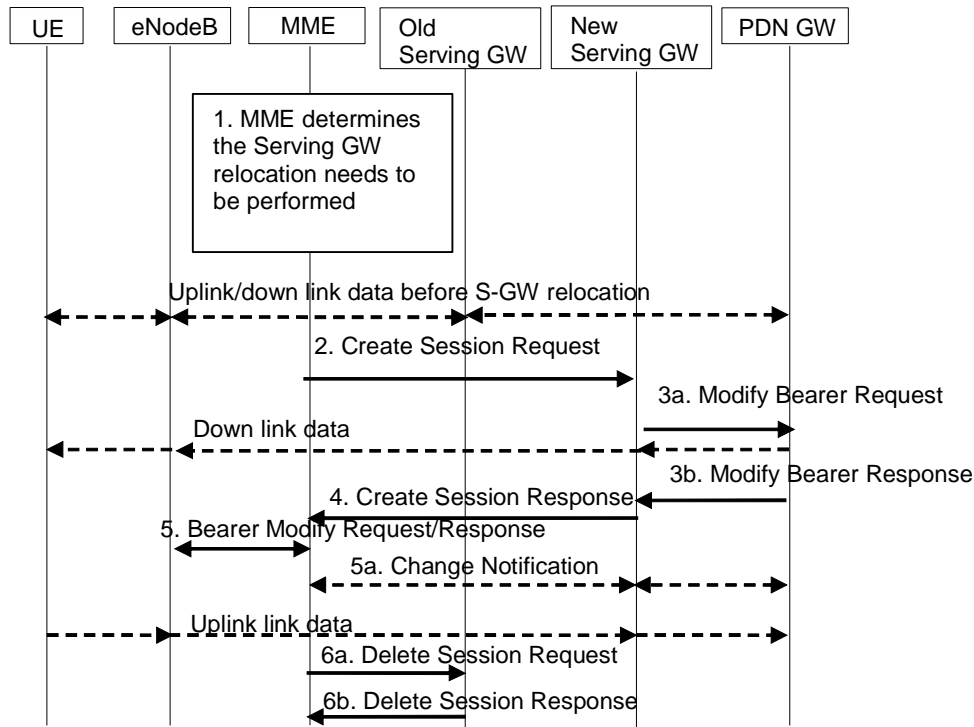 UE
eNodeB
MME
Old
Serving GW
New
Serving GW
PDN GW
1. MME determines
the Serving GW
relocation needs to
be performed
Uplink/down link data before S-GW relocation
2. Create Session Request
3a. Modify Bearer Request
Down link data
3b. Modify Bearer Response
4. Create Session Response
5. Bearer Modify Request/Response
5a. Change Notification
Uplink link data
6a. Delete Session Request
6b. Delete Session Response